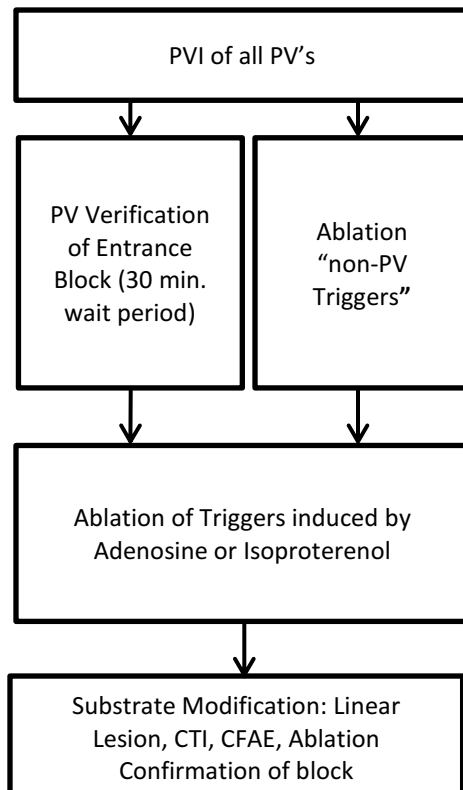 PVI of all PV’s
PV Verification
of Entrance
Block (30 min.
wait period)
Ablation
“non-PV
Triggers”
Ablation of Triggers induced by
Adenosine or Isoproterenol
Substrate Modification: Linear
Lesion, CTI, CFAE, Ablation
Confirmation of block